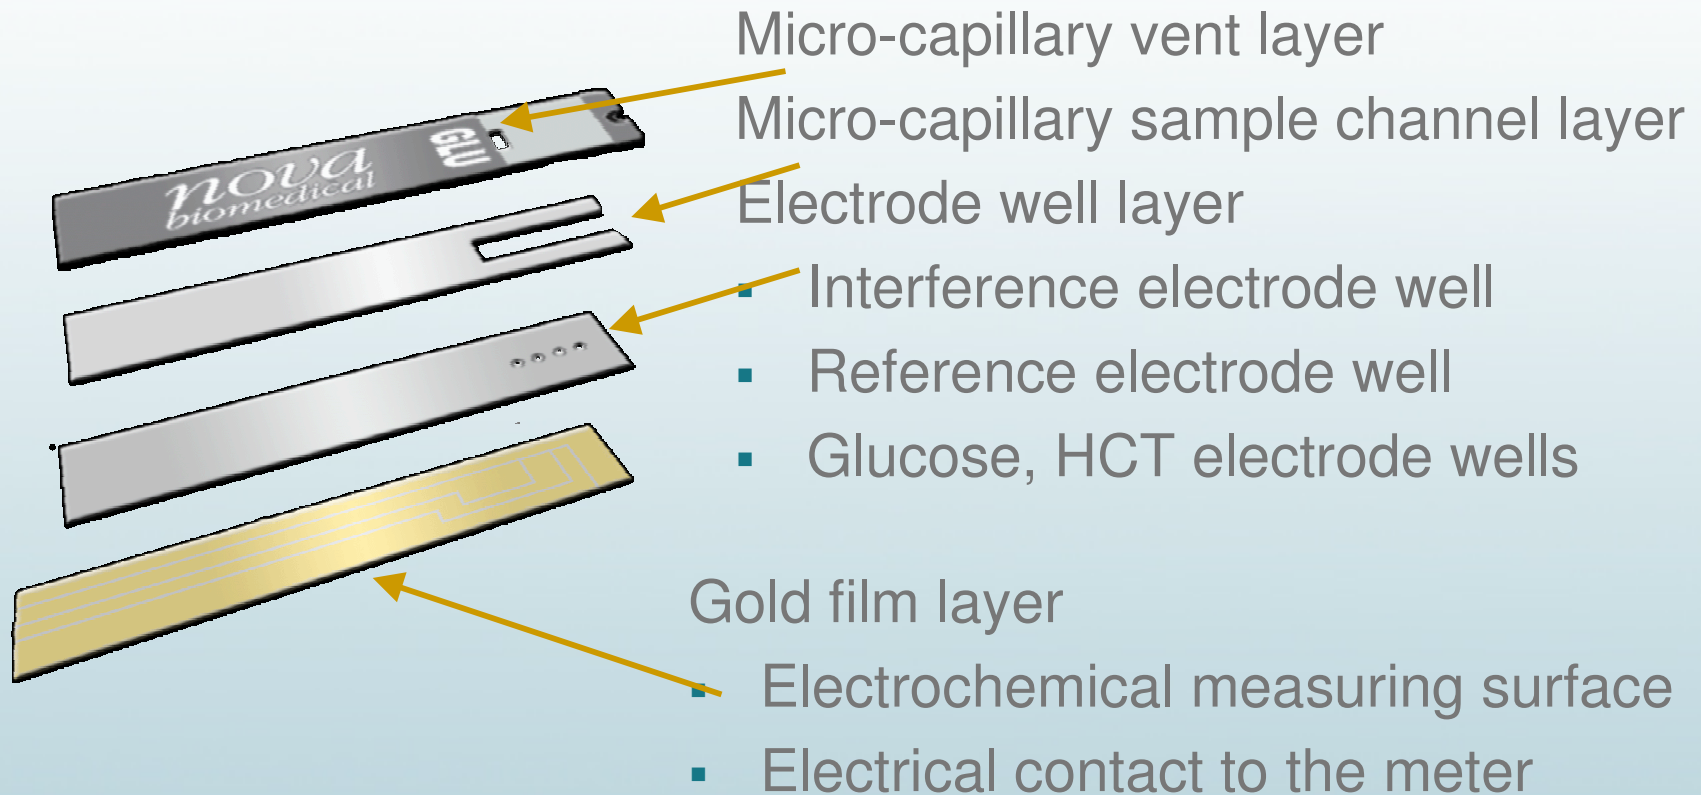 Micro-capillary vent layer
Micro-capillary sample channel layer
Electrode well layer
▪ Interference electrode well
▪ Reference electrode well
▪ Glucose, HCT electrode wells
Gold film layer
▪ Electrochemical measuring surface
▪ Electrical contact to the meter
nova
biomedical
GLU